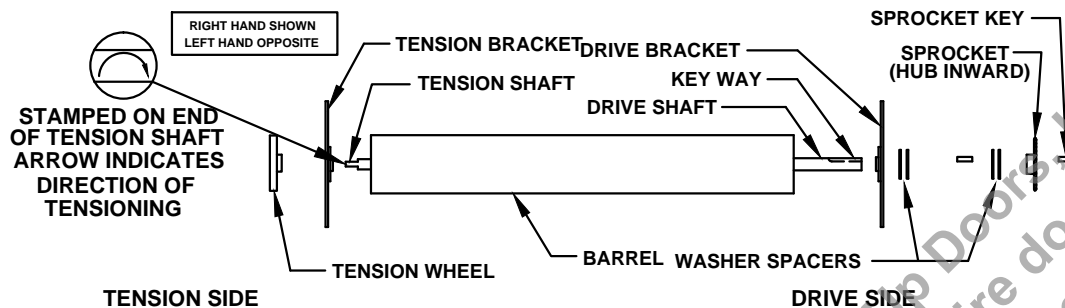 RIGHT HAND SHOWN
LEFT HAND OPPOSITE
TENSION BRACKET
DRIVE BRACKET
SPROCKET KEY
TENSION SHAFT
KEY WAY
SPROCKET
(HUB INWARD)
DRIVE SHAFT
STAMPED ON END
OF TENSION SHAFT
ARROW INDICATES
DIRECTION OF
TENSIONING
TENSION WHEEL
BARREL
WASHER SPACERS
TENSION SIDE
DRIVE SIDE
Doors,